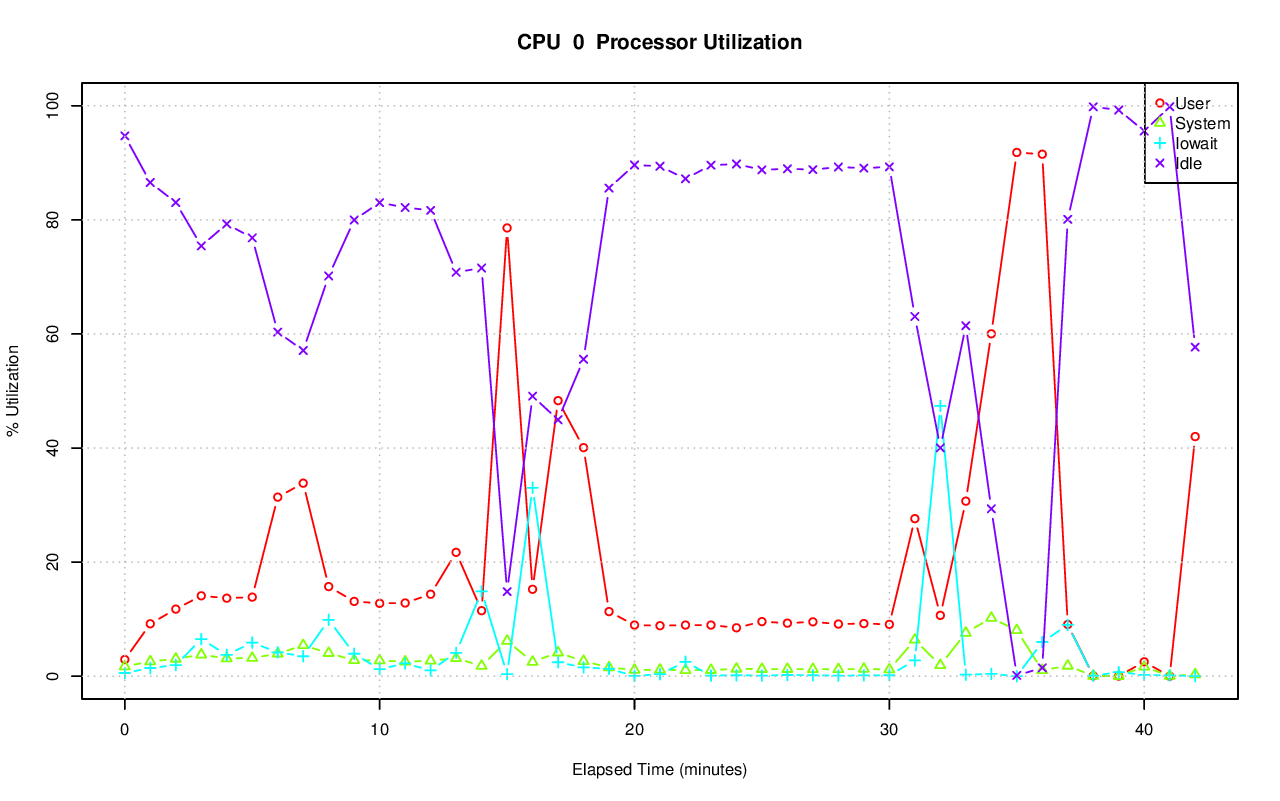 CPU  0  Processor Utilization
% Utilization
100
80
60
40
20
0
User
System
Iowait
Idle
0 10 20 30 40
Elapsed Time (minutes)